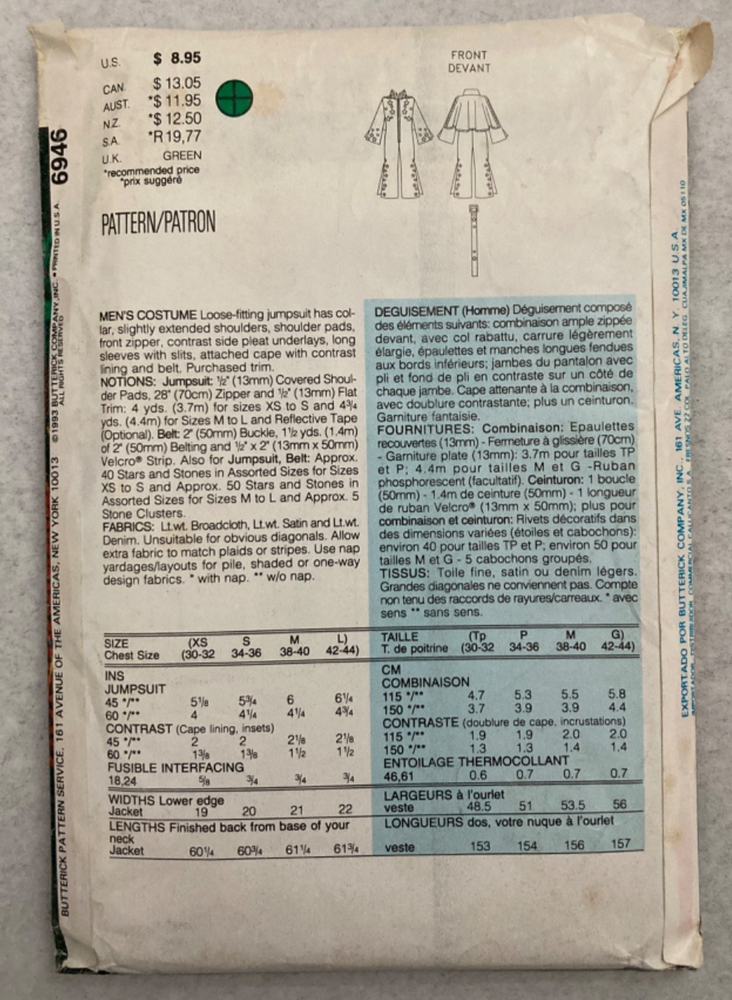 U.S. $ 8.95
CAN. $ 13.05
AUST. *$ 11.95
N.Z. *$ 12.50
S.A. *R 19,77
U.K. GREEN
*recommended price
*prix suggéré
FRONT
DEVANT
PATTERN/PATRON
6946
©1993 BUTTERICK COMPANY, INC. • PRINTED IN U.S.A.
ALL RIGHTS RESERVED
BUTTERICK PATTERN SERVICE, 161 AVENUE OF THE AMERICAS, NEW YORK, NEW YORK 10013
MEN'S COSTUME Loose-fitting jumpsuit has col-
lar, slightly extended shoulders, shoulder pads,
front zipper, contrast side pleat underlays, long
sleeves with slits, attached cape with contrast
lining and belt. Purchased trim.
NOTIONS: Jumpsuit: ½" (13mm) Covered Shoul-
der Pads, 28" (70cm) Zipper and ½" (13mm) Flat
Trim: 4 yds. (3.7m) for sizes XS to S and 4¾
yds. (4.4m) for Sizes M to L and Reflective Tape
(Optional). Belt: 2" (50mm) Buckle, 1½ yds. (1.4m)
of 2" (50mm) Belting and ½" x 2" (13mm x 50mm)
Velcro® Strip. Also for Jumpsuit, Belt: Approx.
40 Stars and Stones in Assorted Sizes for Sizes
XS to S and Approx. 50 Stars and Stones in
Assorted Sizes for Sizes M to L and Approx. 5
Stone Clusters.
FABRICS: Lt.wt. Broadcloth, Lt.wt. Satin and Lt.wt.
Denim. Unsuitable for obvious diagonals. Allow
extra fabric to match plaids or stripes. Use nap
yardages/layouts for pile, shaded or one-way
design fabrics. * with nap. ** w/o nap.
DEGUISEMENT (Homme) Déguisement composé
des éléments suivants: combinaison ample zippée
devant, avec col rabattu, carrure légèrement
élargie, épaulettes et manches longues fendues
aux bords inférieurs; jambes du pantalon avec
pli et fond de pli en contraste sur un côté de
chaque jambe. Cape attenante à la combinaison,
avec doublure contrastante; plus un ceinturon.
Garniture fantaisie.
FOURNITURES: Combinaison: Epaulettes
recouvertes (13mm) - Fermeture à glissière (70cm)
- Garniture plate (13mm): 3.7m pour tailles TP
et P; 4.4m pour tailles M et G -Ruban
phosphorescent (facultatif). Ceinturon: 1 boucle
(50mm) - 1.4m de ceinture (50mm) - 1 longueur
de ruban Velcro® (13mm x 50mm); plus pour
combinaison et ceinturon: Rivets décoratifs dans
des dimensions variées (étoiles et cabochons):
environ 40 pour tailles TP et P; environ 50 pour
tailles M et G - 5 cabochons groupés.
TISSUS: Toile fine, satin ou denim légers.
Grandes diagonales ne conviennent pas. Compte
non tenu des raccords de rayures/carreaux. * avec
sens ** sans sens.
SIZE (XS S M L)
Chest Size (30-32 34-36 38-40 42-44)
INS
JUMPSUIT
45 */** 5⅛ 5¾ 6 6¼
60 */** 4 4¼ 4¼ 4¾
CONTRAST (Cape lining, insets)
45 */** 2 2 2⅛ 2⅛
60 */** 1⅜ 1⅜ 1½ 1½
FUSIBLE INTERFACING
18,24 ⅝ ¾ ¾ ¾
WIDTHS Lower edge
Jacket 19 20 21 22
LENGTHS Finished back from base of your
neck
Jacket 60¼ 60¾ 61¼ 61¾
TAILLE (Tp P M G)
T. de poitrine (30-32 34-36 38-40 42-44)
CM
COMBINAISON
115 */** 4.7 5.3 5.5 5.8
150 */** 3.7 3.9 3.9 4.4
CONTRASTE (doublure de cape, incrustations)
115 */** 1.9 1.9 2.0 2.0
150 */** 1.3 1.3 1.4 1.4
ENTOILAGE THERMOCOLLANT
46,61 0.6 0.7 0.7 0.7
LARGEURS à l'ourlet
veste 48.5 51 53.5 56
LONGUEURS dos, votre nuque à l'ourlet
veste 153 154 156 157
EXPORTADO POR BUTTERICK COMPANY, INC. 161 AVE. AMERICAS, N. Y. 10013 U.S.A.